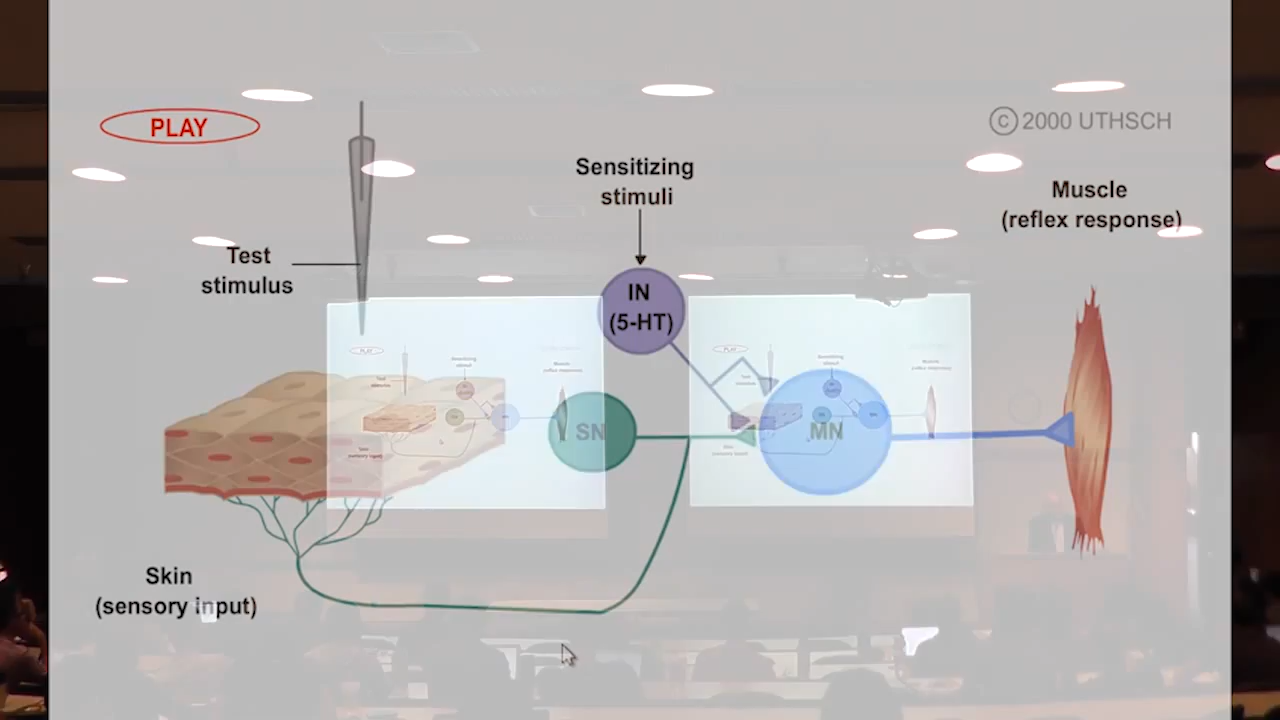 PLAY
© 2000 UTHSCH
Sensitizing
stimuli
Muscle
(reflex response)
Test
stimulus
IN
(5-HT)
SN
MN
Skin
(sensory input)